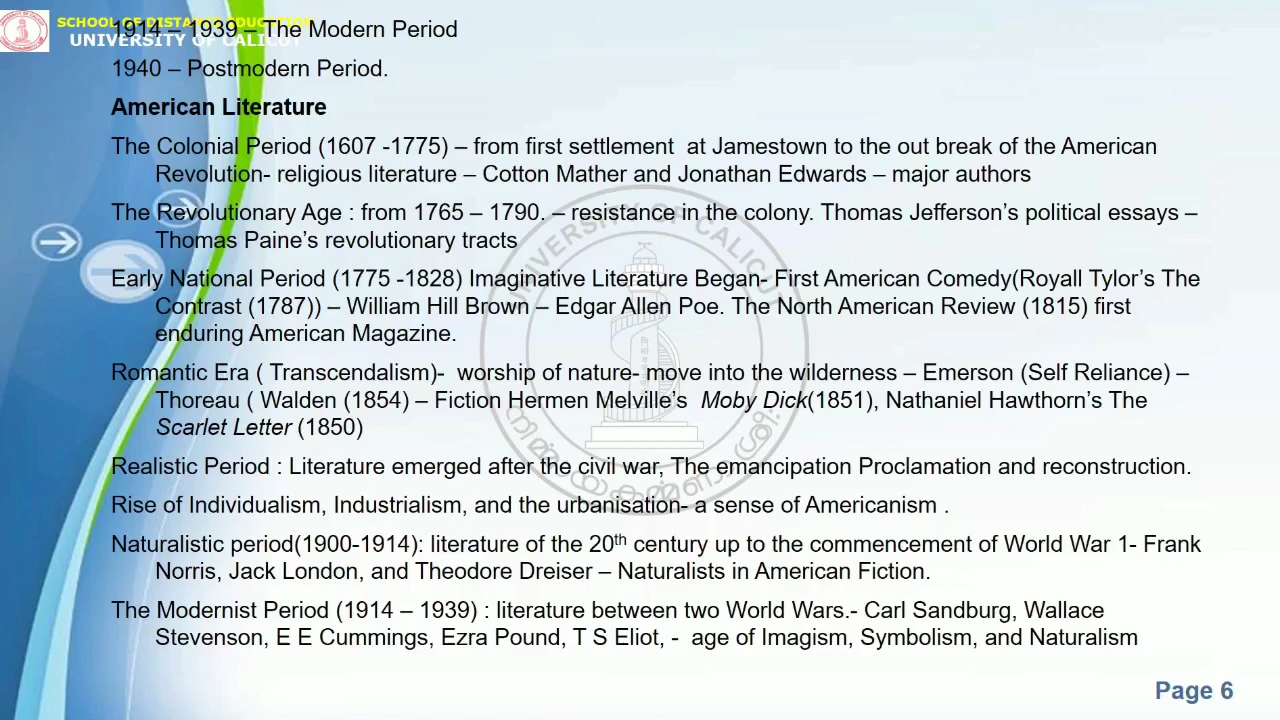 SCHOOL OF DISTANCE EDUCATION
UNIVERSITY OF CALICUT
1914 – 1939 – The Modern Period
1940 – Postmodern Period.
American Literature
The Colonial Period (1607 -1775) – from first settlement at Jamestown to the out break of the American
Revolution- religious literature – Cotton Mather and Jonathan Edwards – major authors
The Revolutionary Age : from 1765 – 1790. – resistance in the colony. Thomas Jefferson’s political essays –
Thomas Paine’s revolutionary tracts
Early National Period (1775 -1828) Imaginative Literature Began- First American Comedy(Royall Tylor’s The
Contrast (1787)) – William Hill Brown – Edgar Allen Poe. The North American Review (1815) first
enduring American Magazine.
Romantic Era ( Transcendalism)- worship of nature- move into the wilderness – Emerson (Self Reliance) –
Thoreau ( Walden (1854) – Fiction Hermen Melville’s Moby Dick(1851), Nathaniel Hawthorn’s The
Scarlet Letter (1850)
Realistic Period : Literature emerged after the civil war, The emancipation Proclamation and reconstruction.
Rise of Individualism, Industrialism, and the urbanisation- a sense of Americanism .
Naturalistic period(1900-1914): literature of the 20th century up to the commencement of World War 1- Frank
Norris, Jack London, and Theodore Dreiser – Naturalists in American Fiction.
The Modernist Period (1914 – 1939) : literature between two World Wars.- Carl Sandburg, Wallace
Stevenson, E E Cummings, Ezra Pound, T S Eliot, - age of Imagism, Symbolism, and Naturalism
UNIVERSITY OF CALICUT
Page 6